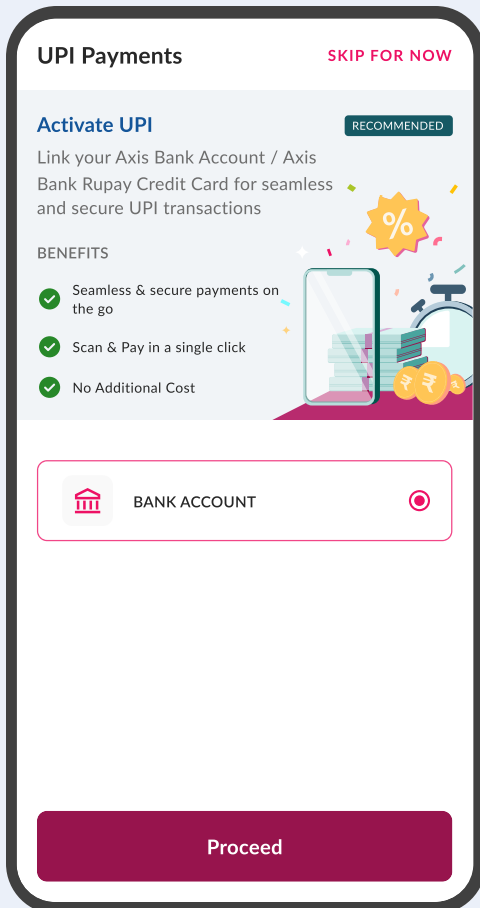 UPI Payments
SKIP FOR NOW
Activate UPI
RECOMMENDED
Link your Axis Bank Account / Axis
Bank Rupay Credit Card for seamless
and secure UPI transactions
BENEFITS
Seamless & secure payments on
the go
Scan & Pay in a single click
No Additional Cost
%
₹ ₹ ₹
BANK ACCOUNT
Proceed